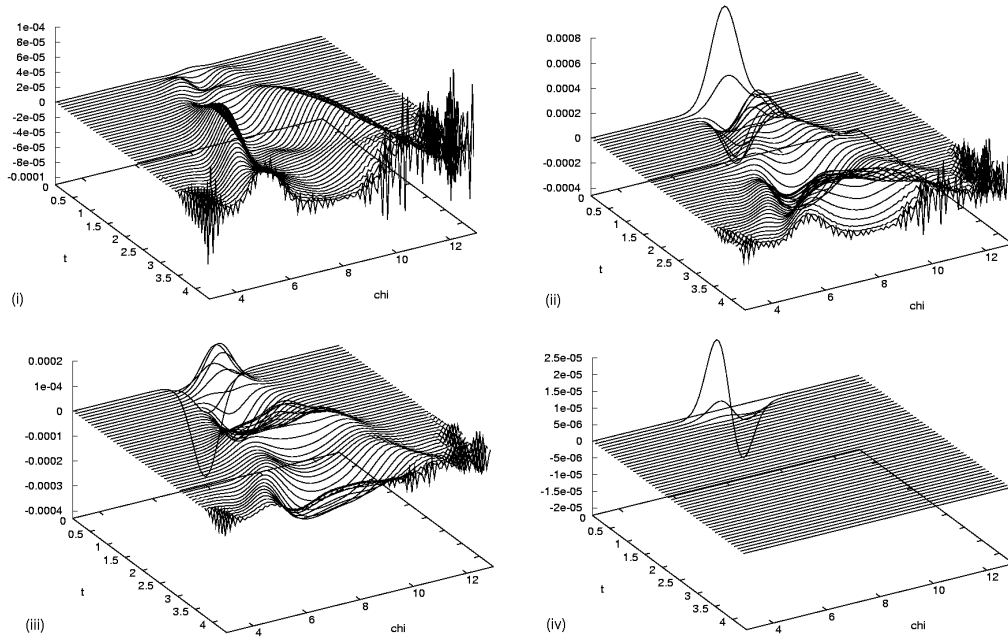 1e-04
8e-05
6e-05
4e-05
2e-05
0
-2e-05
-4e-05
-6e-05
-8e-05
-0.0001
0
0.5
1
1.5
2
2.5
3
3.5
4
t
4
6
8
10
12
chi
(i)
0.0008
0.0006
0.0004
0.0002
0
-0.0002
-0.0004
0
0.5
1
1.5
2
2.5
3
3.5
4
t
4
6
8
10
12
chi
(ii)
0.0002
1e-04
0
-0.0001
-0.0002
-0.0003
-0.0004
0
0.5
1
1.5
2
2.5
3
3.5
4
t
4
6
8
10
12
chi
(iii)
2.5e-05
2e-05
1.5e-05
1e-05
5e-06
0
-5e-06
-1e-05
-1.5e-05
-2e-05
0
0.5
1
1.5
2
2.5
3
3.5
4
t
4
6
8
10
12
chi
(iv)